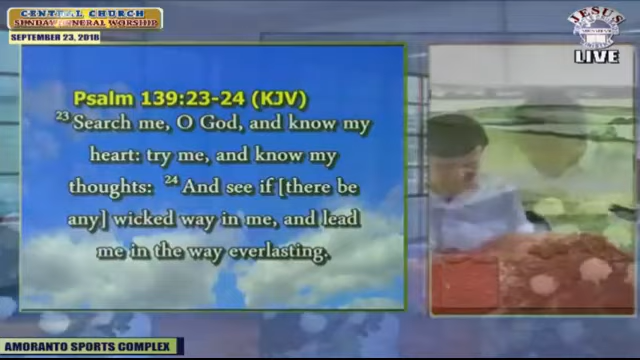 CENTRAL CHURCH
SUNDAY GENERAL WORSHIP
SEPTEMBER 23, 2018
JESUS
LIVE
Psalm 139:23-24 (KJV)
23 Search me, O God, and know my
heart: try me, and know my
thoughts: 24 And see if [there be
any] wicked way in me, and lead
me in the way everlasting.
AMORANTO SPORTS COMPLEX